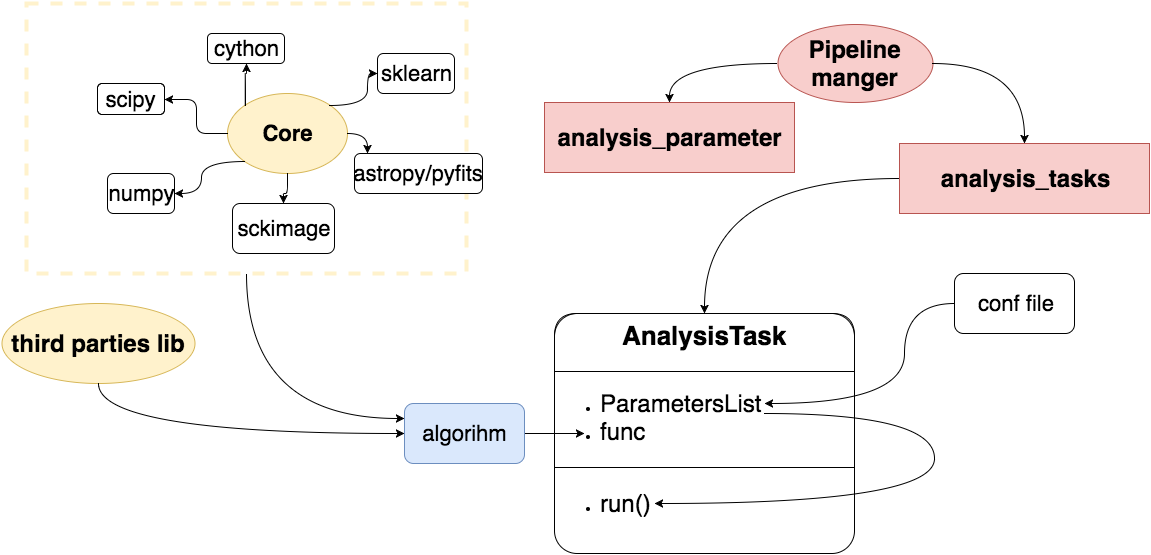 cython
sklearn
scipy
Core
astropy/pyfits
numpy
sckimage
Pipeline
manger
analysis_parameter
analysis_tasks
conf file
third parties lib
algorihm
AnalysisTask
. ParametersList
. func
. run()